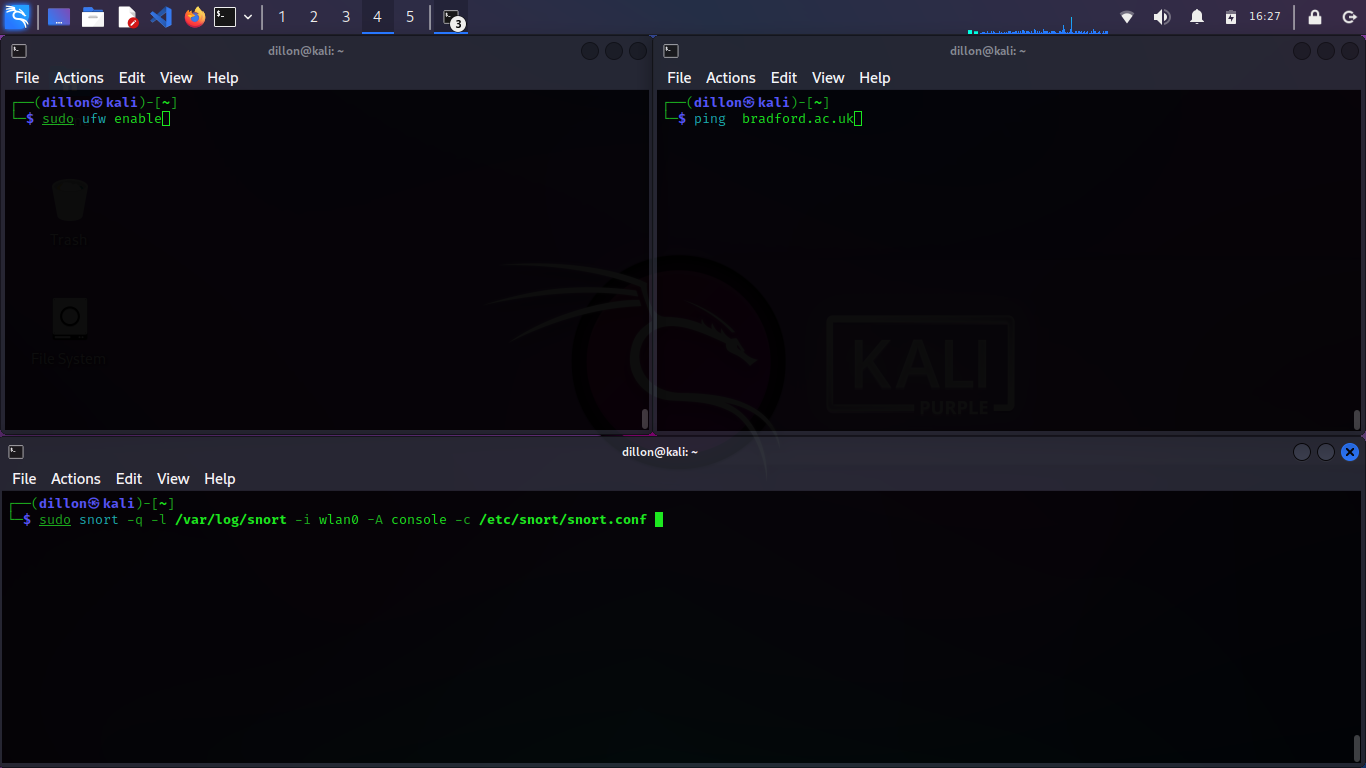 1 2 3 4 5 3 16:27
dillon@kali: ~
File Actions Edit View Help
┌──(dillon㉿kali)-[~]
└─$ sudo ufw enable
Trash
File System
dillon@kali: ~
File Actions Edit View Help
┌──(dillon㉿kali)-[~]
└─$ ping  bradford.ac.uk
KALI
PURPLE
dillon@kali: ~
File Actions Edit View Help
┌──(dillon㉿kali)-[~]
└─$ sudo snort -q -l /var/log/snort -i wlan0 -A console -c /etc/snort/snort.conf